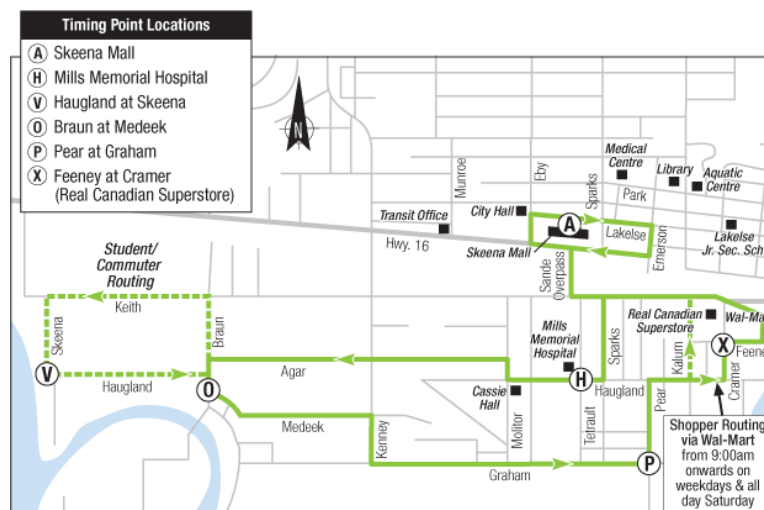 Timing Point Locations
A Skeena Mall
H Mills Memorial Hospital
V Haugland at Skeena
O Braun at Medeek
P Pear at Graham
X Feeney at Cramer
(Real Canadian Superstore)
N
Munroe
Eby
Medical
Centre
Sparks
Library
Aquatic
Centre
Park
Transit Office
City Hall
A
Lakelse
Lakelse
Jr. Sec. Sch
Skeena Mall
Emerson
Hwy. 16
Student/
Commuter
Routing
Sande
Overpass
Keith
Skeena
Braun
Real Canadian
Superstore
Wal-Ma
Mills
Memorial
Hospital
Sparks
Kalum
X
Feene
V
Haugland
O
Agar
H
Haugland
Cassie
Hall
Molitor
Tetrault
Pear
Cramer
Medeek
Kenney
Graham
P
Shopper Routing
via Wal-Mart
from 9:00am
onwards on
weekdays & all
day Saturday